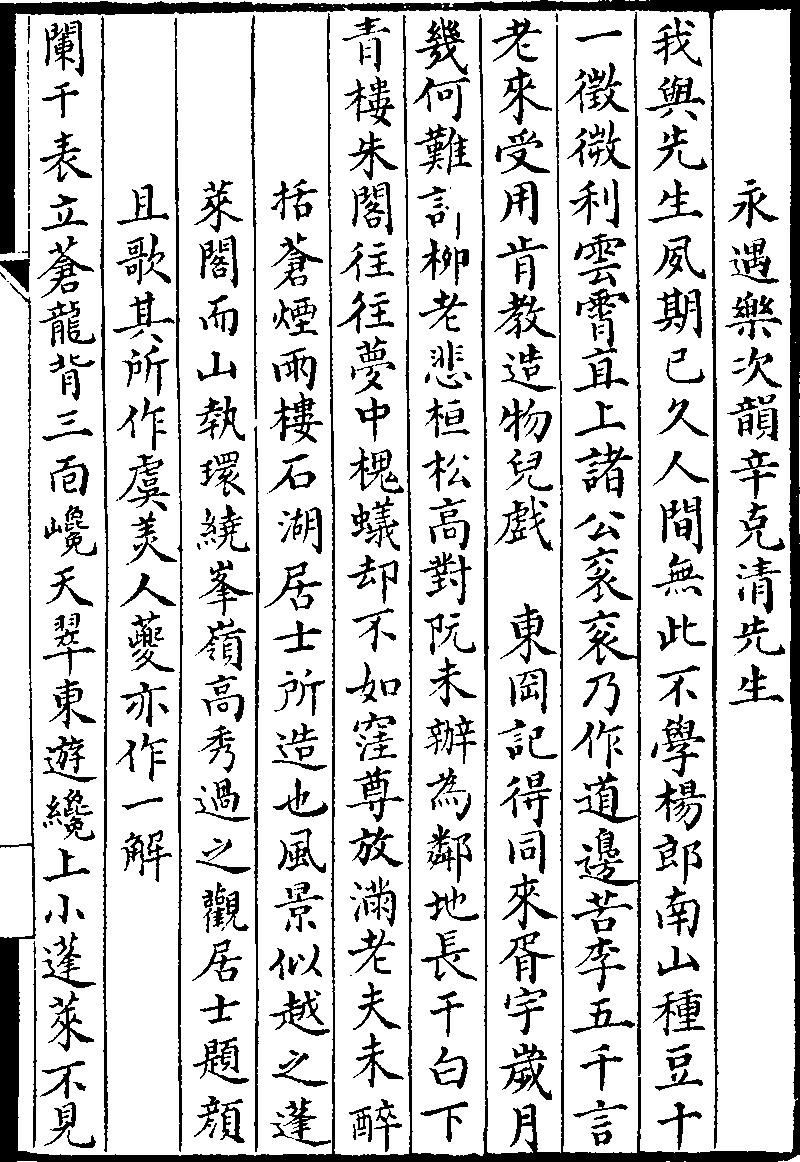 永遇樂次韻辛克清先生
我與先生夙期已久人間無此不學楊郎南山種豆十
一徵微利雲霄直上諸公衮衮乃作道邊苦李五千言
老來受用肯教造物兒戲　東岡記得同來胥宇歲月
幾何難計柳老悲桓松高對阮未辦為鄰地長干白下
青樓朱閣往往夢中槐蟻却不如窪尊放滿老夫未醉
括蒼煙雨樓石湖居士所造也風景似越之蓬
萊閣而山執環繞峯嶺高秀過之觀居士題顔
且歌其所作虞美人夔亦作一解
闌干表立蒼龍背三面巉天翠東遊纔上小蓬萊不見